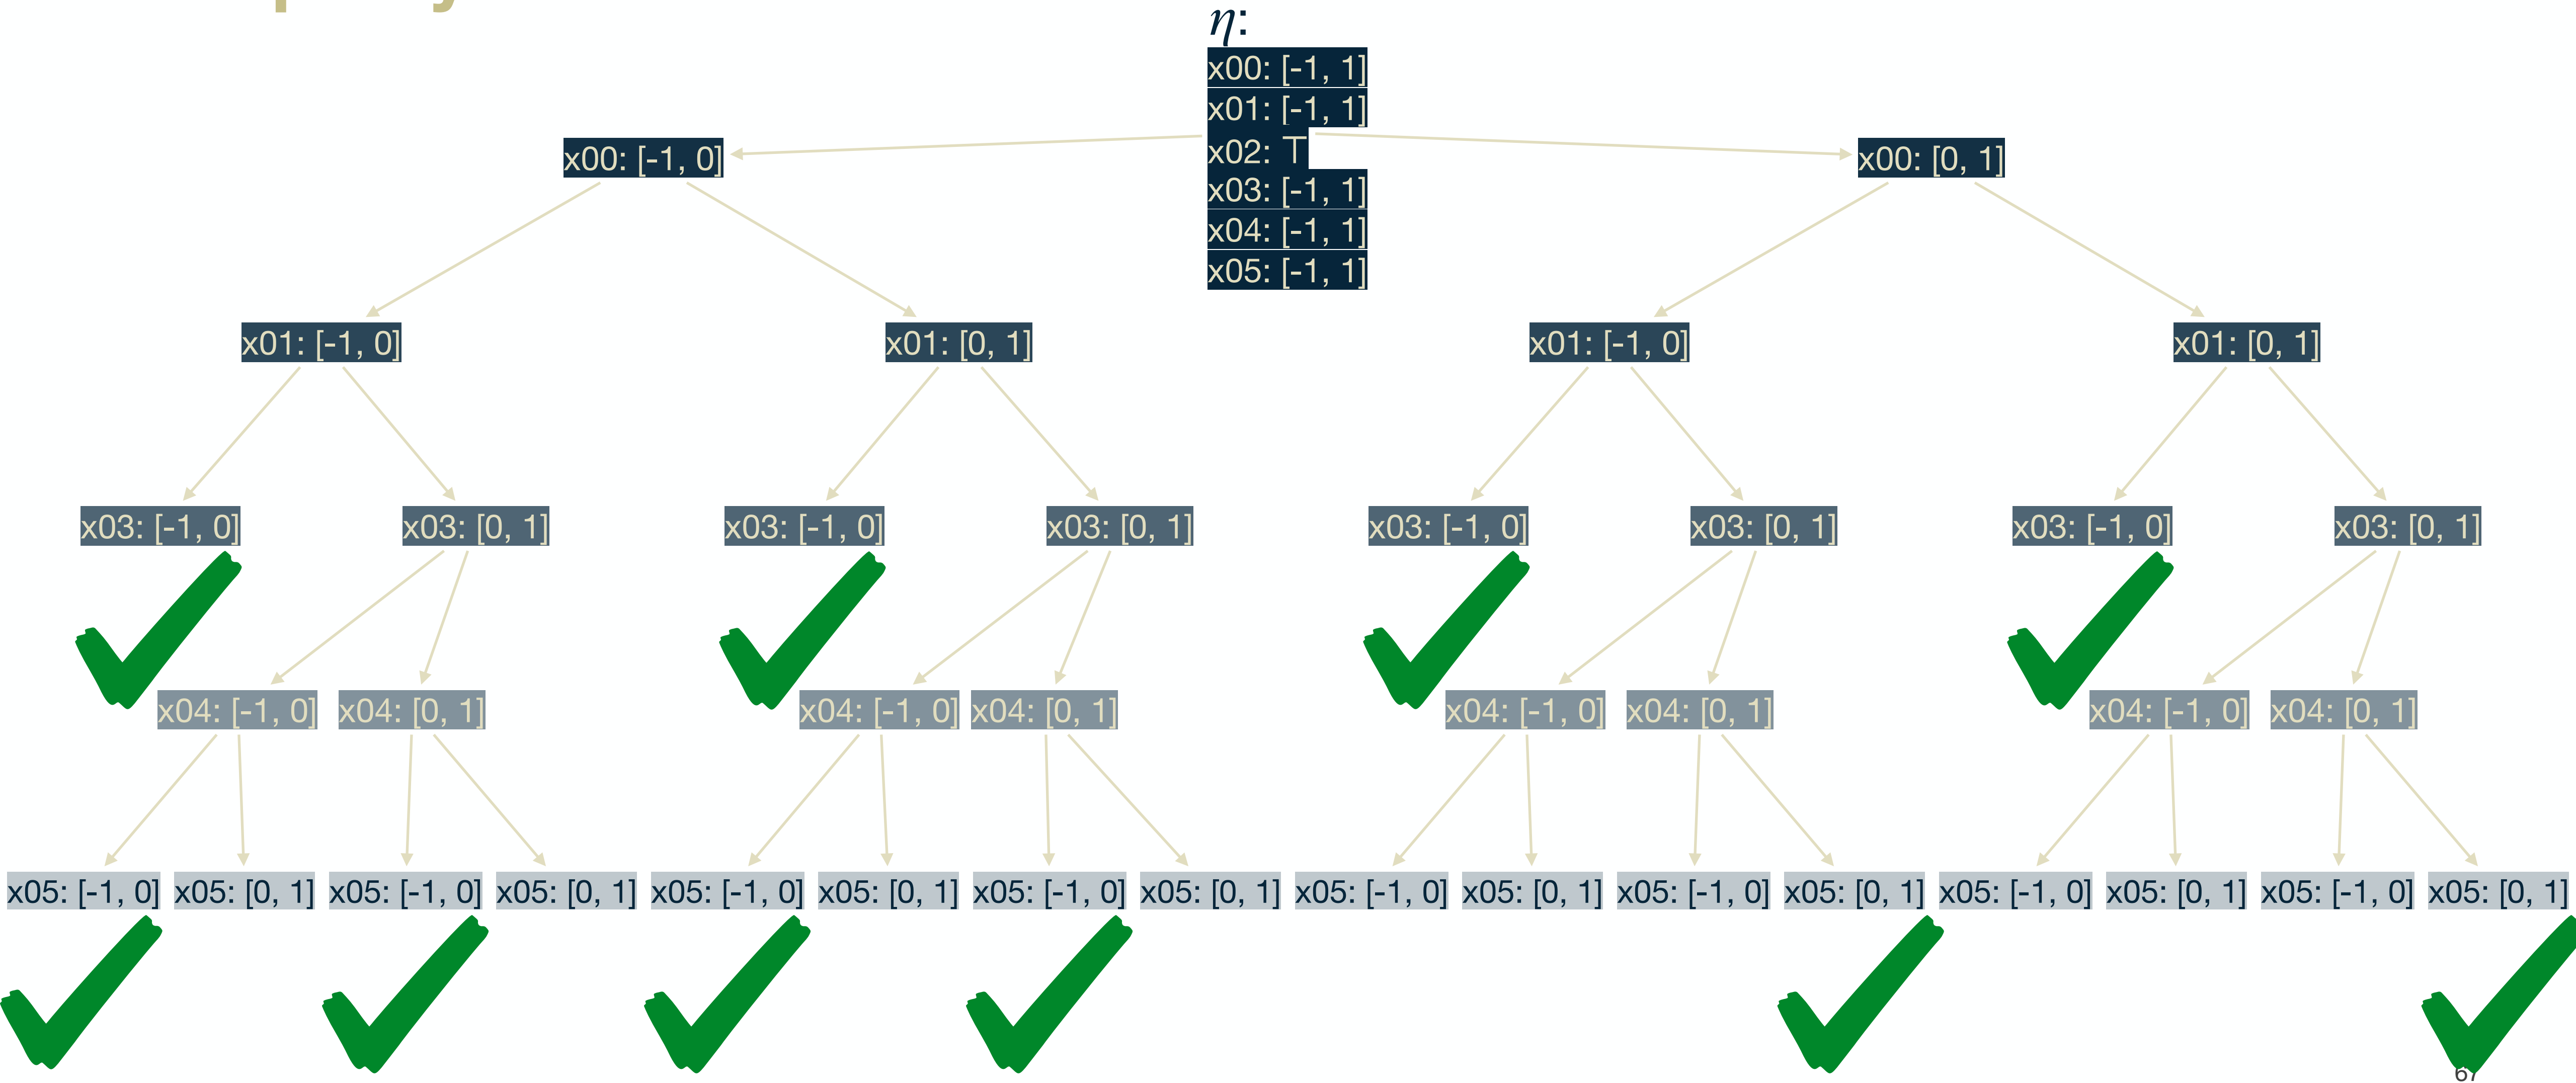 η:
x00: [-1, 1]
x01: [-1, 1]
x02: ⊤
x03: [-1, 1]
x04: [-1, 1]
x05: [-1, 1]
x00: [-1, 0]
x00: [0, 1]
x01: [-1, 0]
x01: [0, 1]
x01: [-1, 0]
x01: [0, 1]
x03: [-1, 0]
x03: [0, 1]
x03: [-1, 0]
x03: [0, 1]
x03: [-1, 0]
x03: [0, 1]
x03: [-1, 0]
x03: [0, 1]
x04: [-1, 0]
x04: [0, 1]
x04: [-1, 0]
x04: [0, 1]
x04: [-1, 0]
x04: [0, 1]
x04: [-1, 0]
x04: [0, 1]
x05: [-1, 0]
x05: [0, 1]
x05: [-1, 0]
x05: [0, 1]
x05: [-1, 0]
x05: [0, 1]
x05: [-1, 0]
x05: [0, 1]
x05: [-1, 0]
x05: [0, 1]
x05: [-1, 0]
x05: [0, 1]
x05: [-1, 0]
x05: [0, 1]
x05: [-1, 0]
x05: [0, 1]
67